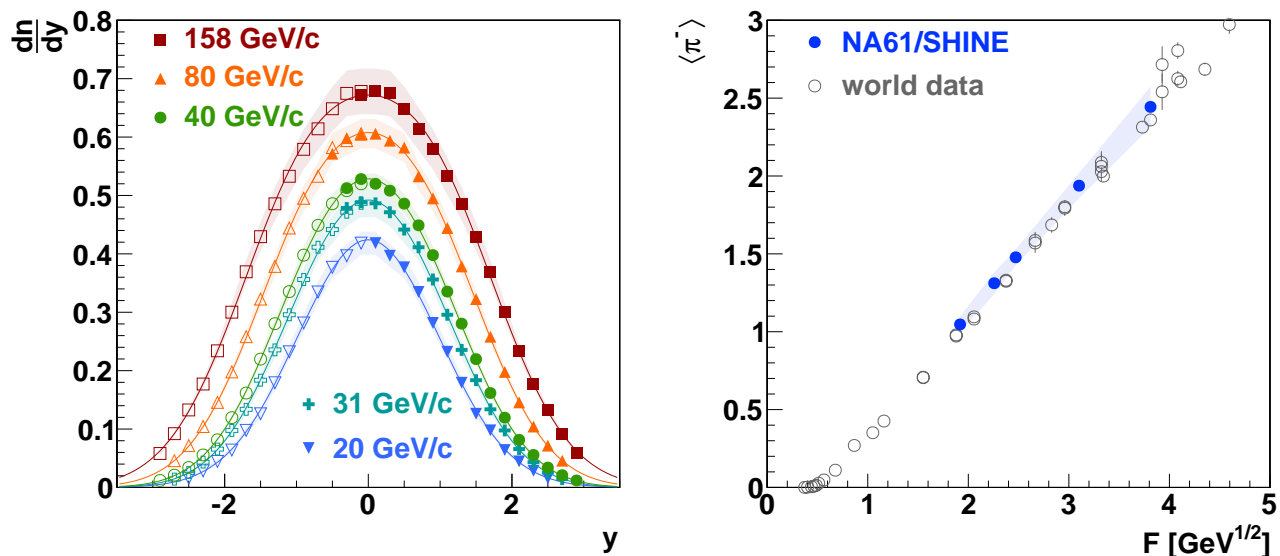 dn
dy
0.8
0.7
0.6
0.5
0.4
0.3
0.2
0.1
0
158 GeV/c
80 GeV/c
40 GeV/c
31 GeV/c
20 GeV/c
-2
0
2
y
⟨π⁻⟩
3
2.5
2
1.5
1
0.5
0
NA61/SHINE
world data
0
1
2
3
4
5
F [GeV^{1/2}]